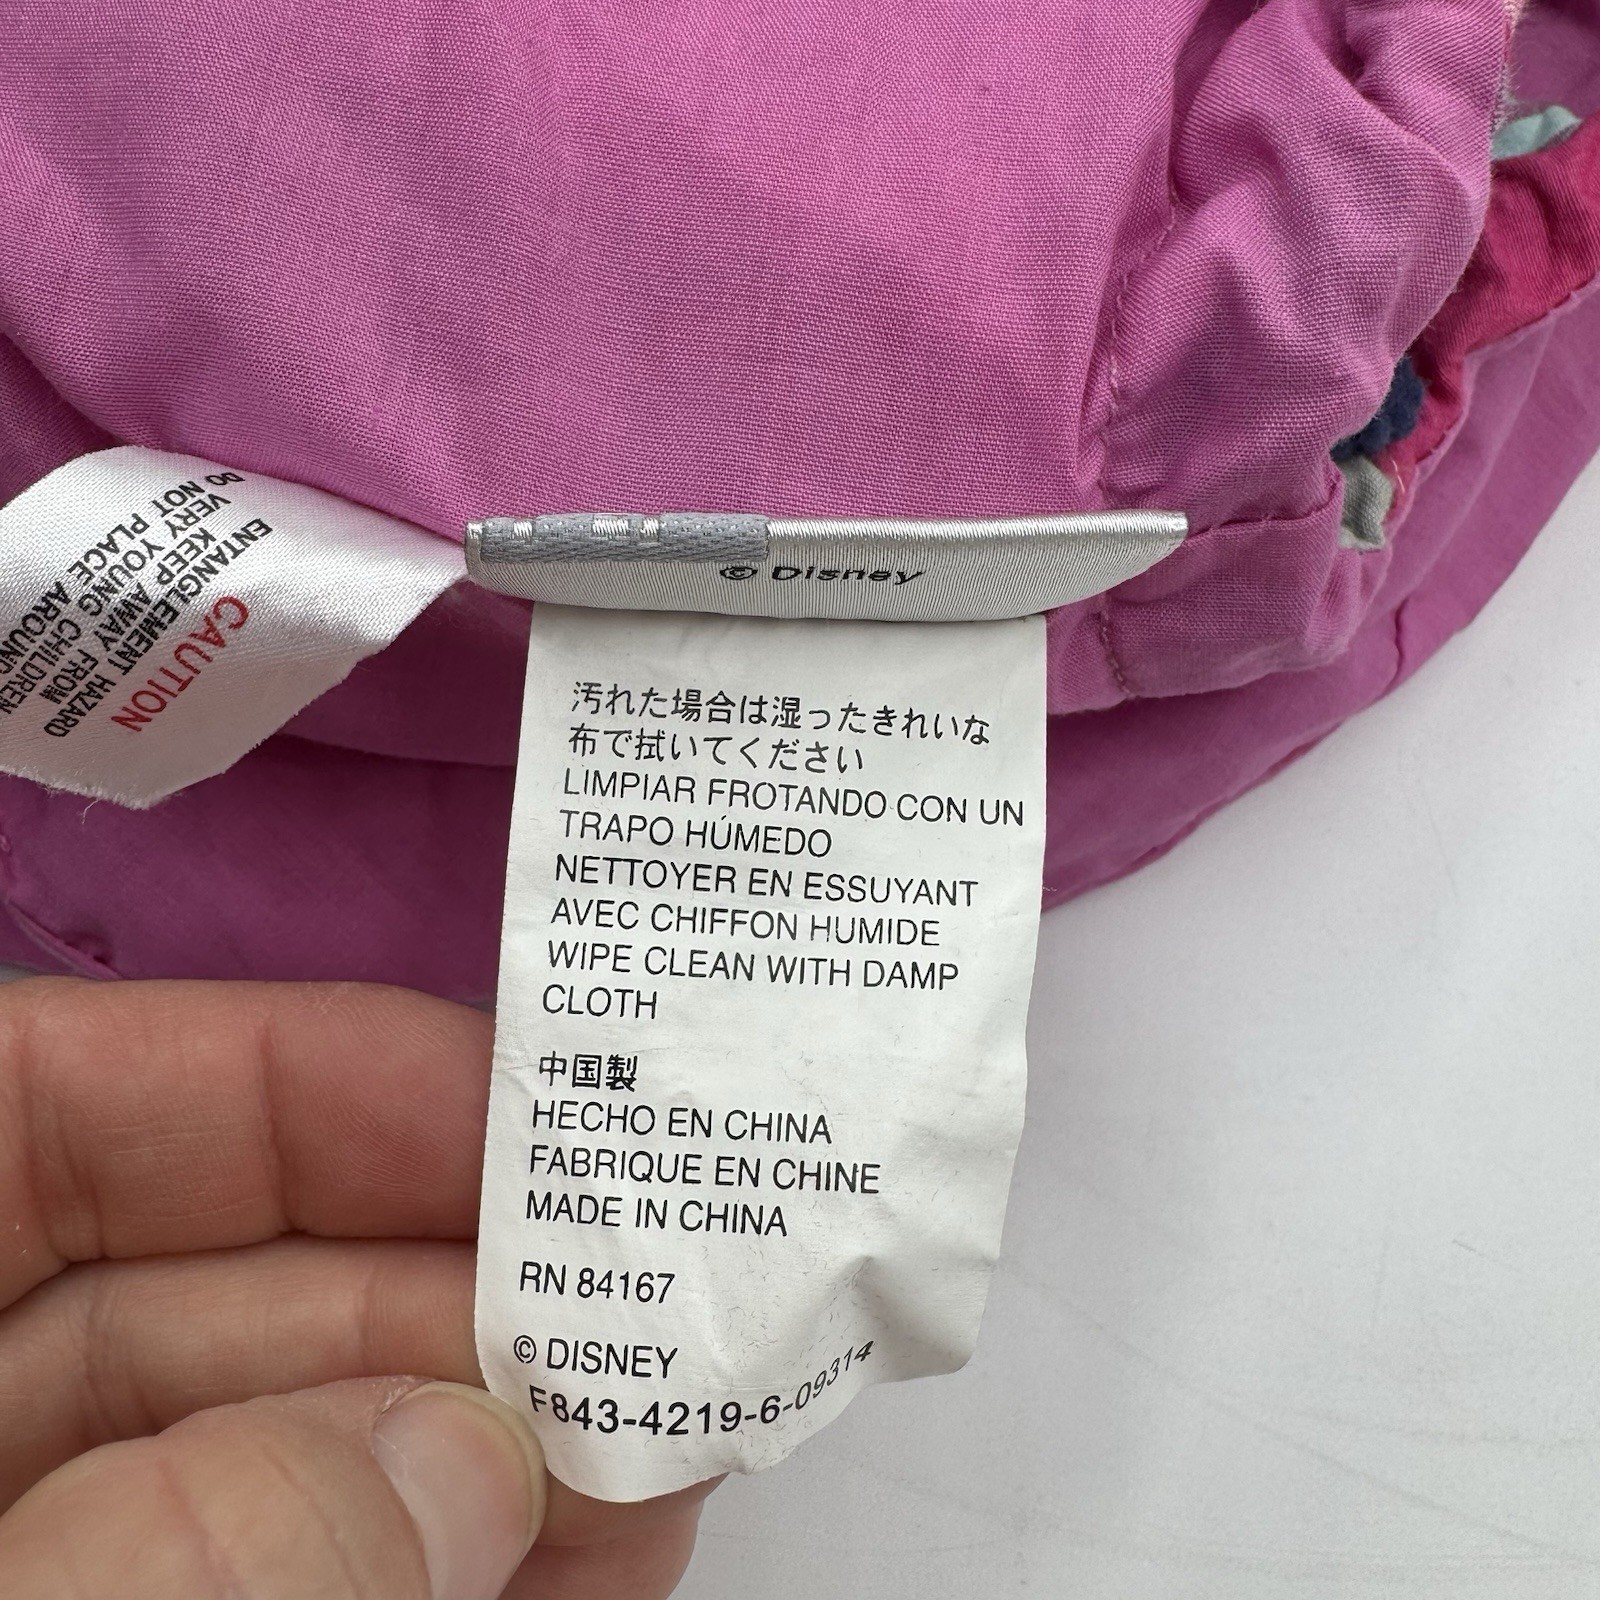 CAUTION
ENTANGLEMENT HAZARD
KEEP AWAY FROM
VERY YOUNG CHILDREN
DO NOT PLACE AROUND
© Disney
汚れた場合は湿ったきれいな
布で拭いてください
LIMPIAR FROTANDO CON UN
TRAPO HÚMEDO
NETTOYER EN ESSUYANT
AVEC CHIFFON HUMIDE
WIPE CLEAN WITH DAMP
CLOTH
中国製
HECHO EN CHINA
FABRIQUE EN CHINE
MADE IN CHINA
RN 84167
© DISNEY
F843-4219-6-09314